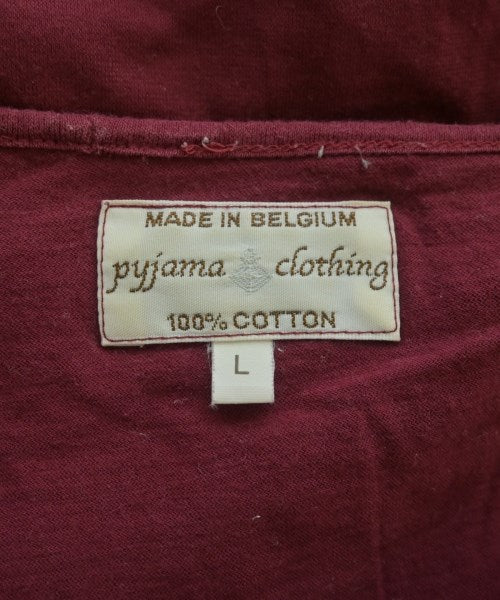 MADE IN BELGIUM
pyjama clothing
100% COTTON
L